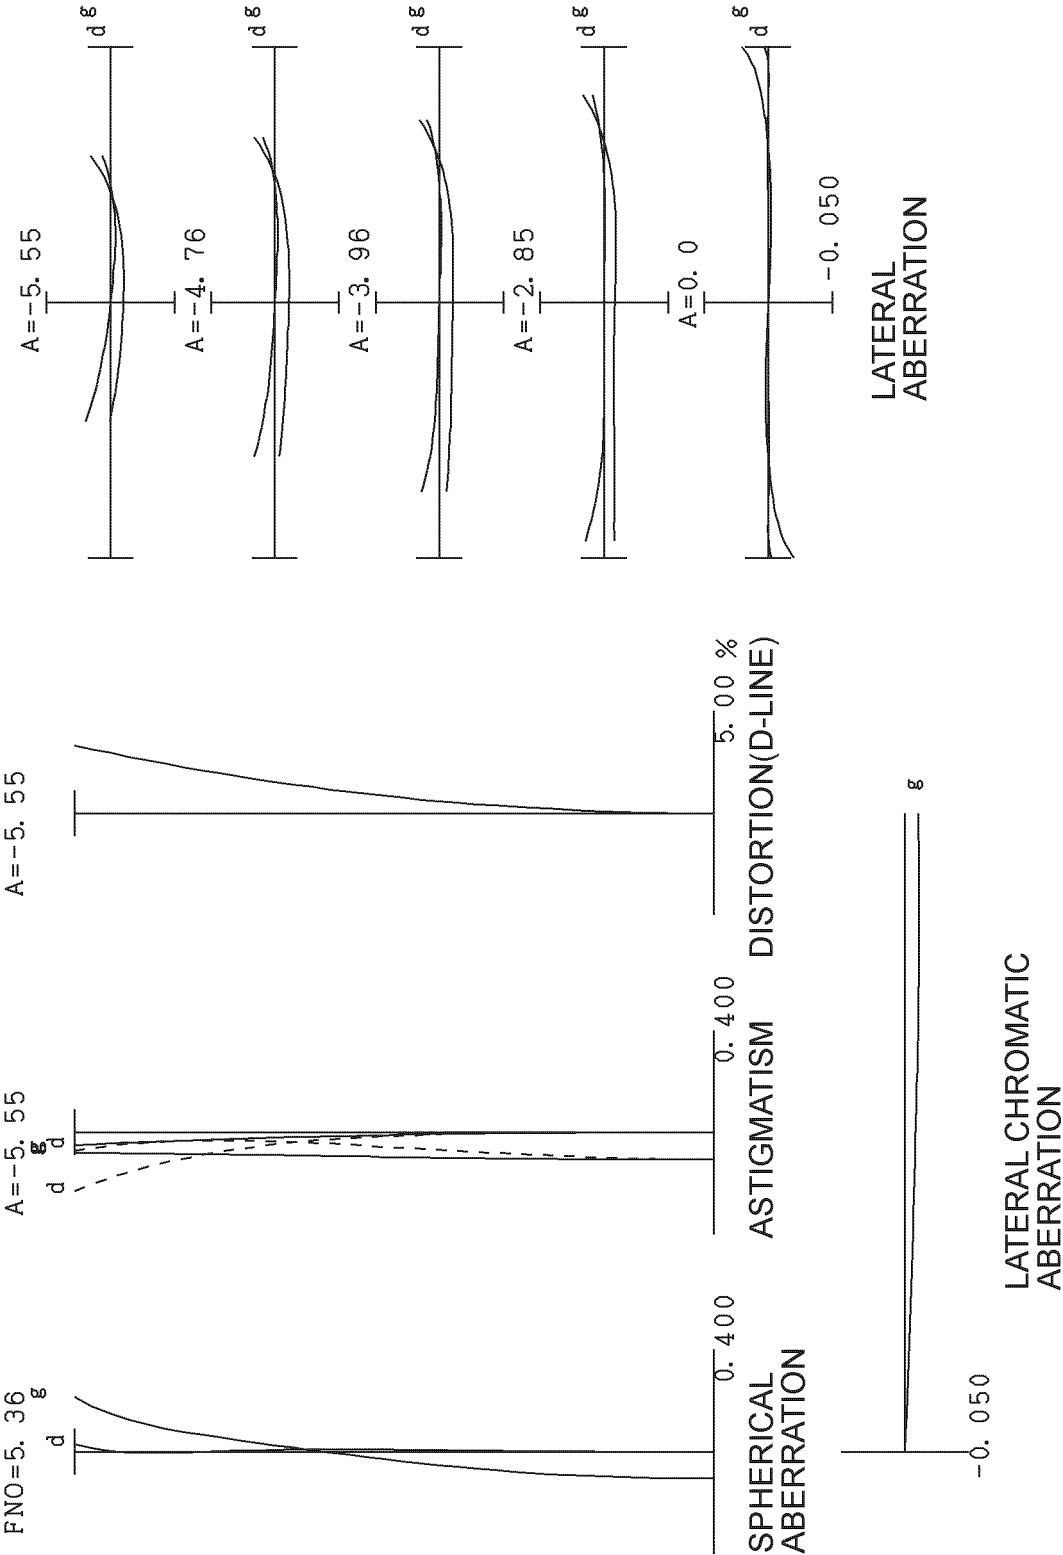 FNO=5. 36
d
g
0. 400
SPHERICAL
ABERRATION
A=-5. 55
d
g
d
0. 400
ASTIGMATISM
A=-5. 55
5. 00 %
DISTORTION(D-LINE)
g
-0. 050
LATERAL CHROMATIC
ABERRATION
A=-5. 55
d g
A=-4. 76
d g
A=-3. 96
d g
A=-2. 85
d g
A=0. 0
d g
-0. 050
LATERAL
ABERRATION